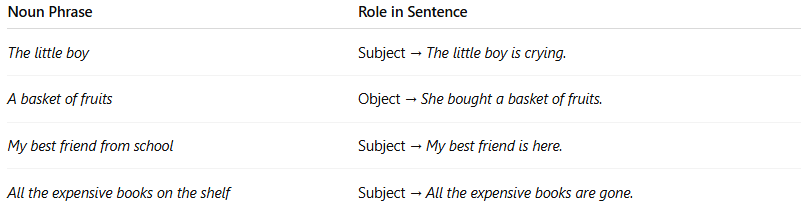 Noun Phrase Role in Sentence
The little boy Subject → The little boy is crying.
A basket of fruits Object → She bought a basket of fruits.
My best friend from school Subject → My best friend is here.
All the expensive books on the shelf Subject → All the expensive books are gone.